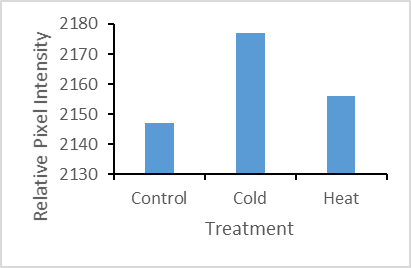 Relative Pixel Intensity
2180
2170
2160
2150
2140
2130
Control Cold Heat
Treatment